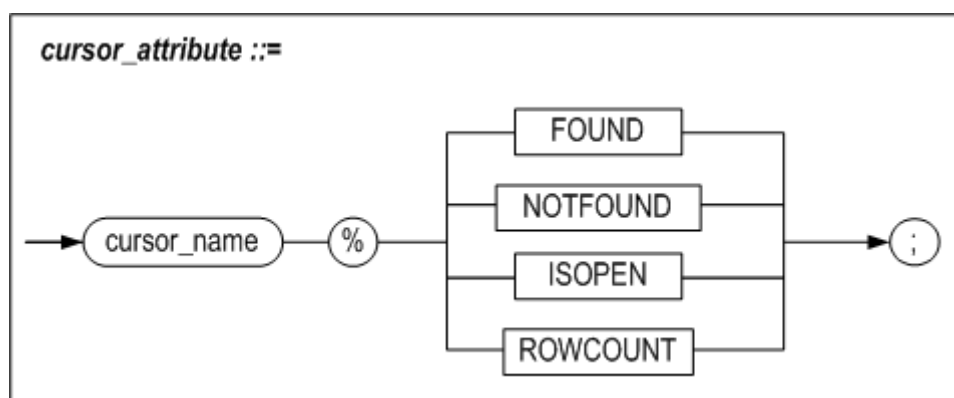 cursor_attribute ::=
FOUND
NOTFOUND
cursor_name % ;
ISOPEN
ROWCOUNT